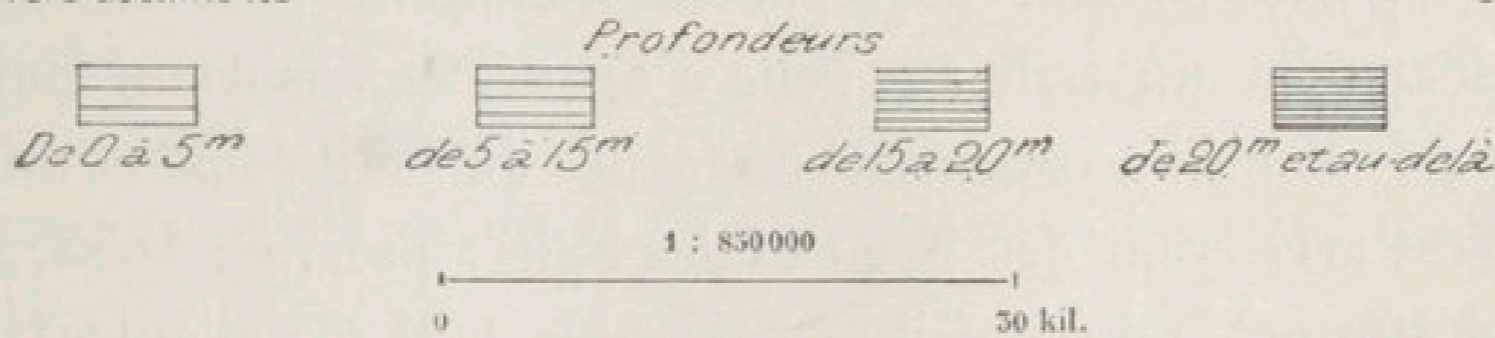 Profondeurs
De 0 à 5m
de 5 à 15m
de 15 a 20m
de 20m et au-delà
1 : 850000
0
50 kil.